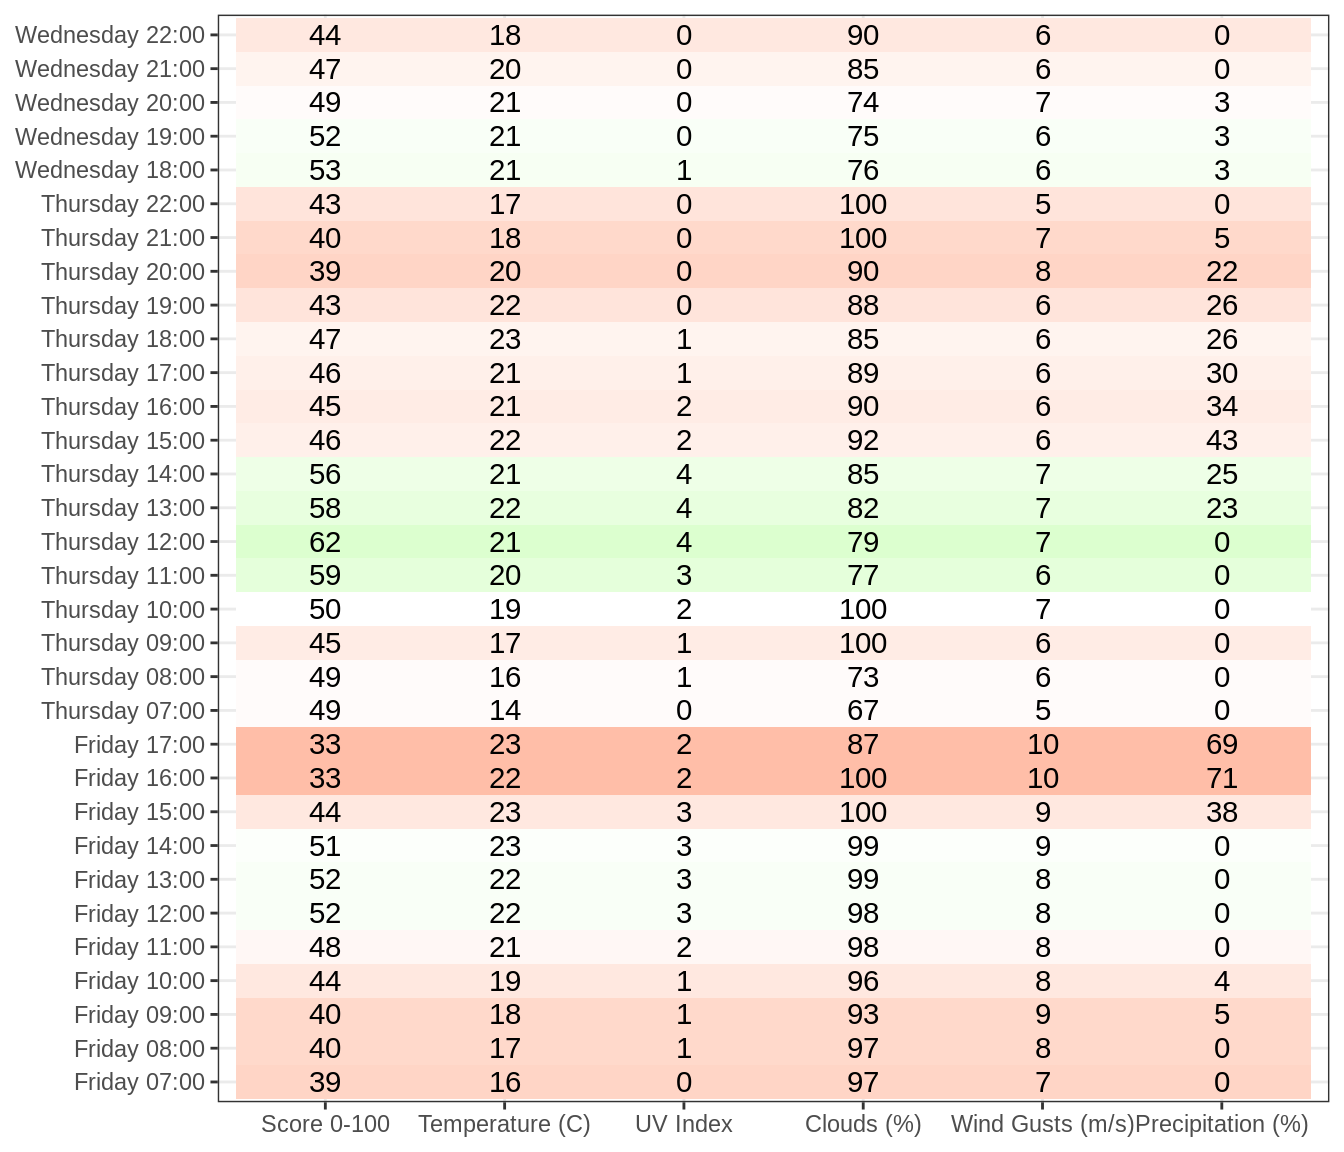 Wednesday 22:00 44 18 0 90 6 0
Wednesday 21:00 47 20 0 85 6 0
Wednesday 20:00 49 21 0 74 7 3
Wednesday 19:00 52 21 0 75 6 3
Wednesday 18:00 53 21 1 76 6 3
Thursday 22:00 43 17 0 100 5 0
Thursday 21:00 40 18 0 100 7 5
Thursday 20:00 39 20 0 90 8 22
Thursday 19:00 43 22 0 88 6 26
Thursday 18:00 47 23 1 85 6 26
Thursday 17:00 46 21 1 89 6 30
Thursday 16:00 45 21 2 90 6 34
Thursday 15:00 46 22 2 92 6 43
Thursday 14:00 56 21 4 85 7 25
Thursday 13:00 58 22 4 82 7 23
Thursday 12:00 62 21 4 79 7 0
Thursday 11:00 59 20 3 77 6 0
Thursday 10:00 50 19 2 100 7 0
Thursday 09:00 45 17 1 100 6 0
Thursday 08:00 49 16 1 73 6 0
Thursday 07:00 49 14 0 67 5 0
Friday 17:00 33 23 2 87 10 69
Friday 16:00 33 22 2 100 10 71
Friday 15:00 44 23 3 100 9 38
Friday 14:00 51 23 3 99 9 0
Friday 13:00 52 22 3 99 8 0
Friday 12:00 52 22 3 98 8 0
Friday 11:00 48 21 2 98 8 0
Friday 10:00 44 19 1 96 8 4
Friday 09:00 40 18 1 93 9 5
Friday 08:00 40 17 1 97 8 0
Friday 07:00 39 16 0 97 7 0
Score 0-100 Temperature (C) UV Index Clouds (%) Wind Gusts (m/s) Precipitation (%)